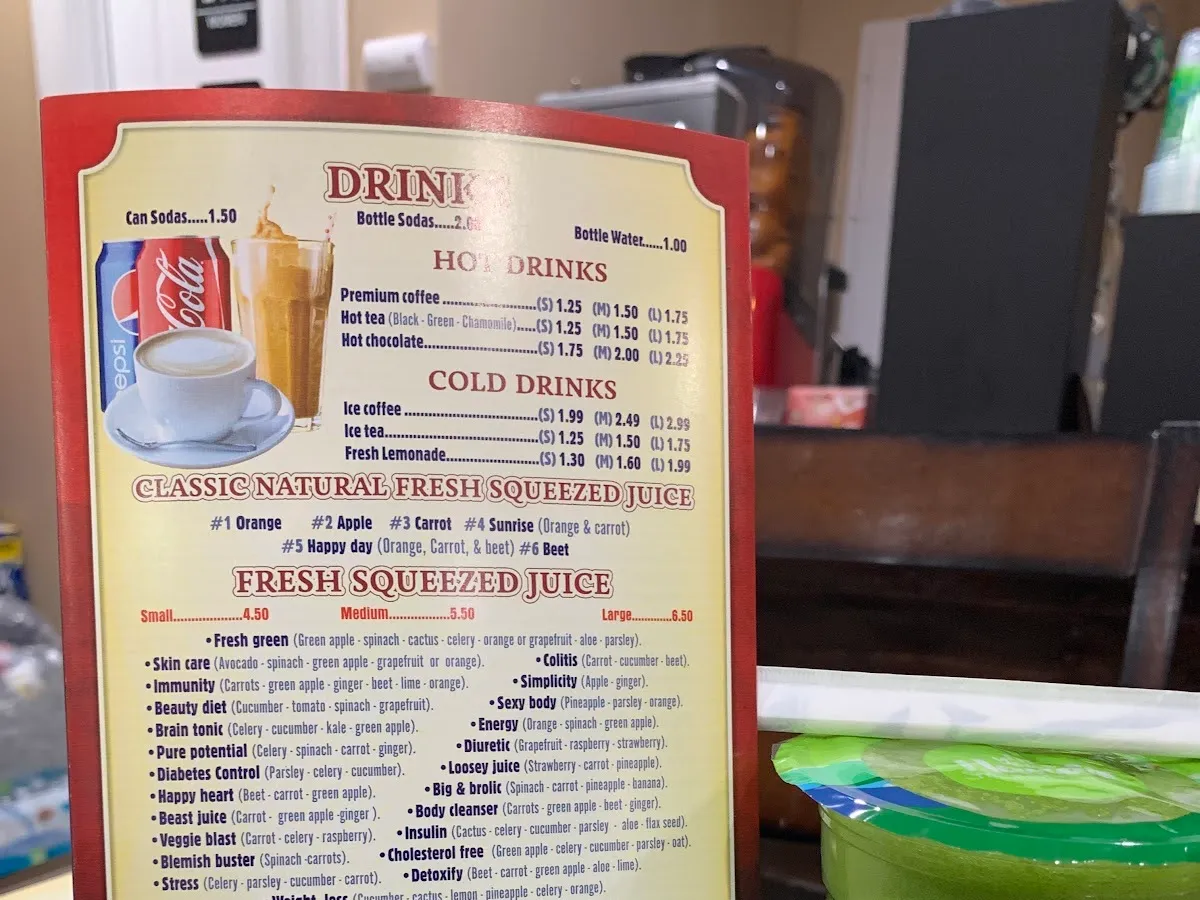 DRINK
Can Sodas.....1.50 Bottle Sodas.....2.00 Bottle Water......1.00
HOT DRINKS
Premium coffee ........................(S) 1.25 (M) 1.50 (L) 1.75
Hot tea (Black - Green - Chamomile).....(S) 1.25 (M) 1.50 (L) 1.75
Hot chocolate.............................(S) 1.75 (M) 2.00 (L) 2.25
COLD DRINKS
Ice coffee ..................................(S) 1.99 (M) 2.49 (L) 2.99
Ice tea.......................................(S) 1.25 (M) 1.50 (L) 1.75
Fresh Lemonade.......................(S) 1.30 (M) 1.60 (L) 1.99
pepsi
Cola
CLASSIC NATURAL FRESH SQUEEZED JUICE
#1 Orange #2 Apple #3 Carrot #4 Sunrise (Orange & carrot)
#5 Happy day (Orange, Carrot, & beet) #6 Beet
FRESH SQUEEZED JUICE
Small....................4.50 Medium..................5.50 Large............6.50
• Fresh green (Green apple - spinach - cactus - celery - orange or grapefruit - aloe - parsley).
• Skin care (Avocado - spinach - green apple - grapefruit or orange). • Colitis (Carrot - cucumber - beet).
• Immunity (Carrots - green apple - ginger - beet - lime - orange). • Simplicity (Apple - ginger).
• Beauty diet (Cucumber - tomato - spinach - grapefruit). • Sexy body (Pineapple - parsley - orange).
• Brain tonic (Celery - cucumber - kale - green apple). • Energy (Orange - spinach - green apple).
• Pure potential (Celery - spinach - carrot - ginger). • Diuretic (Grapefruit - raspberry - strawberry).
• Diabetes Control (Parsley - celery - cucumber). • Loosey juice (Strawberry - carrot - pineapple).
• Happy heart (Beet - carrot - green apple). • Big & brolic (Spinach - carrot - pineapple - banana).
• Beast juice (Carrot - green apple -ginger ). • Body cleanser (Carrots - green apple - beet - ginger).
• Veggie blast (Carrot - celery - raspberry). • Insulin (Cactus - celery - cucumber - parsley - aloe - flax seed).
• Blemish buster (Spinach -carrots). • Cholesterol free (Green apple - celery - cucumber - parsley - oat).
• Stress (Celery - parsley - cucumber - carrot). • Detoxify (Beet - carrot - green apple - aloe - lime).
Weight loss (Cucumber - cactus - lemon - pineapple - celery - orange).